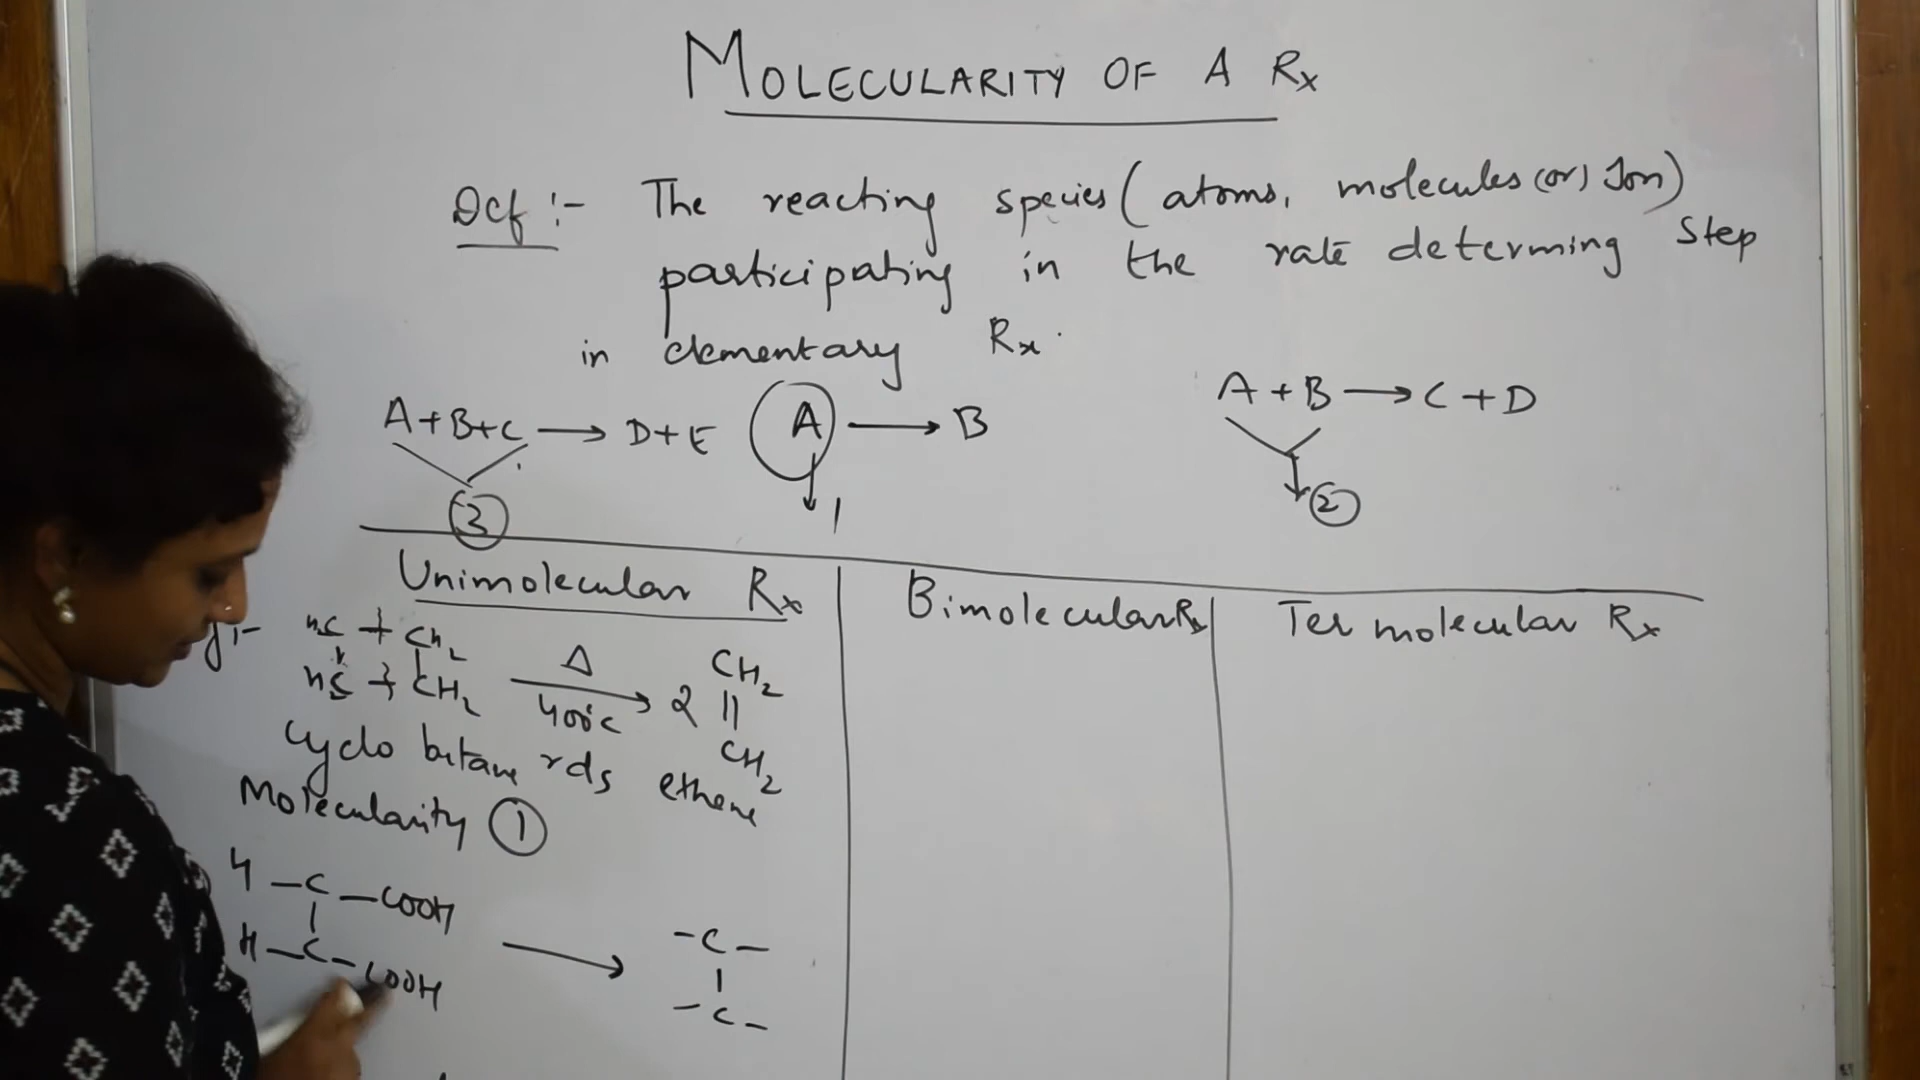 MOLECULARITY OF A Rx
Def :- The reacting species (atoms, molecules (or) Ion)
participating in the rate determing step
in elementary Rx.
A+B+C → D+E
3
A → B
1
A + B → C + D
2
Unimolecular Rx
Bimolecular Rx
Ter molecular Rx
CH2
CH2
Δ
400°C
2 CH2
||
CH2
Cyclo butane rds ethene
Molecularity 1
H – C – COOH
|
H – C – COOH
→
– C –
|
– C –